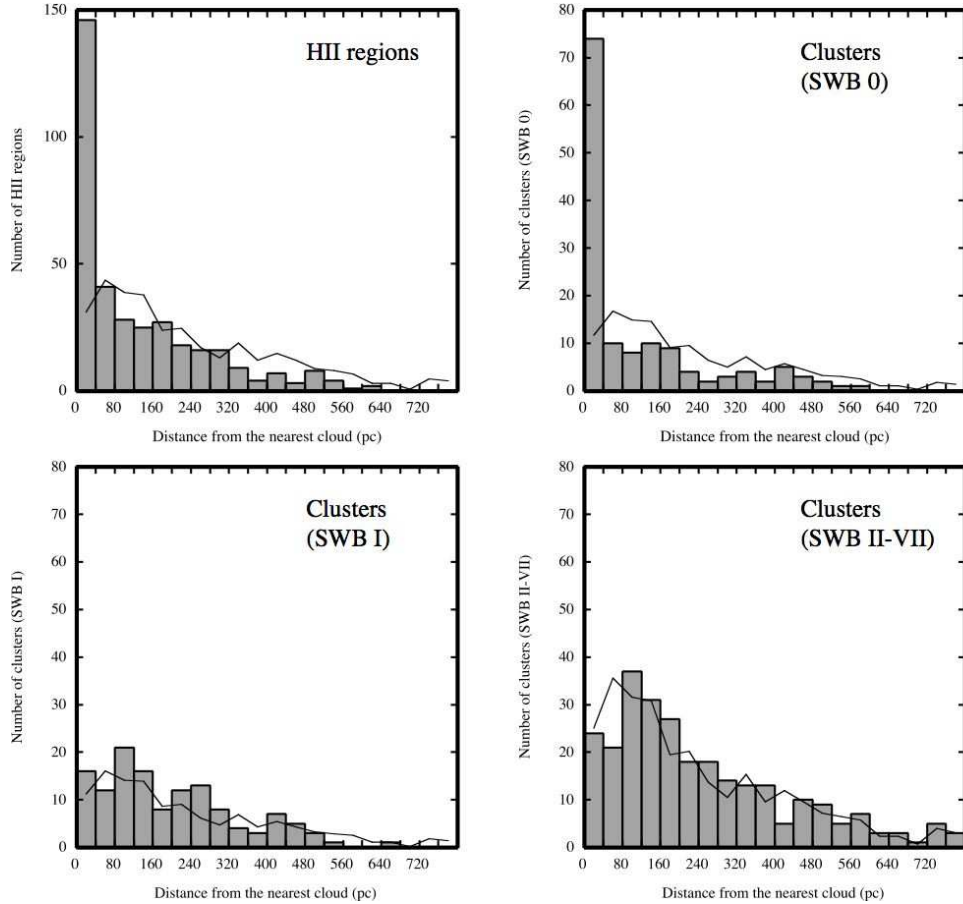 150
100
50
0
Number of HII regions
HII regions
0 80 160 240 320 400 480 560 640 720
Distance from the nearest cloud (pc)
80
70
60
50
40
30
20
10
0
Number of clusters (SWB 0)
Clusters
(SWB 0)
0 80 160 240 320 400 480 560 640 720
Distance from the nearest cloud (pc)
80
70
60
50
40
30
20
10
0
Number of clusters (SWB I)
Clusters
(SWB I)
0 80 160 240 320 400 480 560 640 720
Distance from the nearest cloud (pc)
80
70
60
50
40
30
20
10
0
Number of clusters (SWB II-VII)
Clusters
(SWB II-VII)
0 80 160 240 320 400 480 560 640 720
Distance from the nearest cloud (pc)